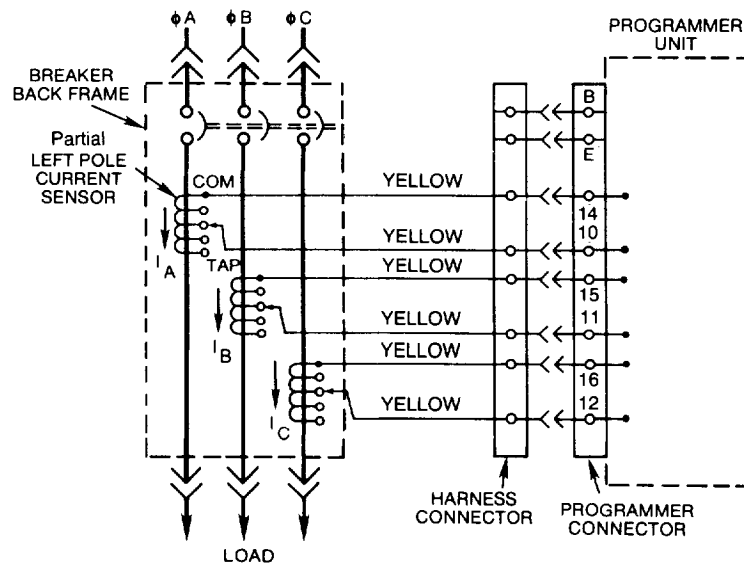 ϕA
ϕB
ϕC
PROGRAMMER
UNIT
BREAKER
BACK FRAME
Partial
LEFT POLE
CURRENT
SENSOR
COM
TAP
I A
I B
I C
YELLOW
YELLOW
YELLOW
YELLOW
YELLOW
YELLOW
B
E
14
10
15
11
16
12
HARNESS
CONNECTOR
PROGRAMMER
CONNECTOR
LOAD